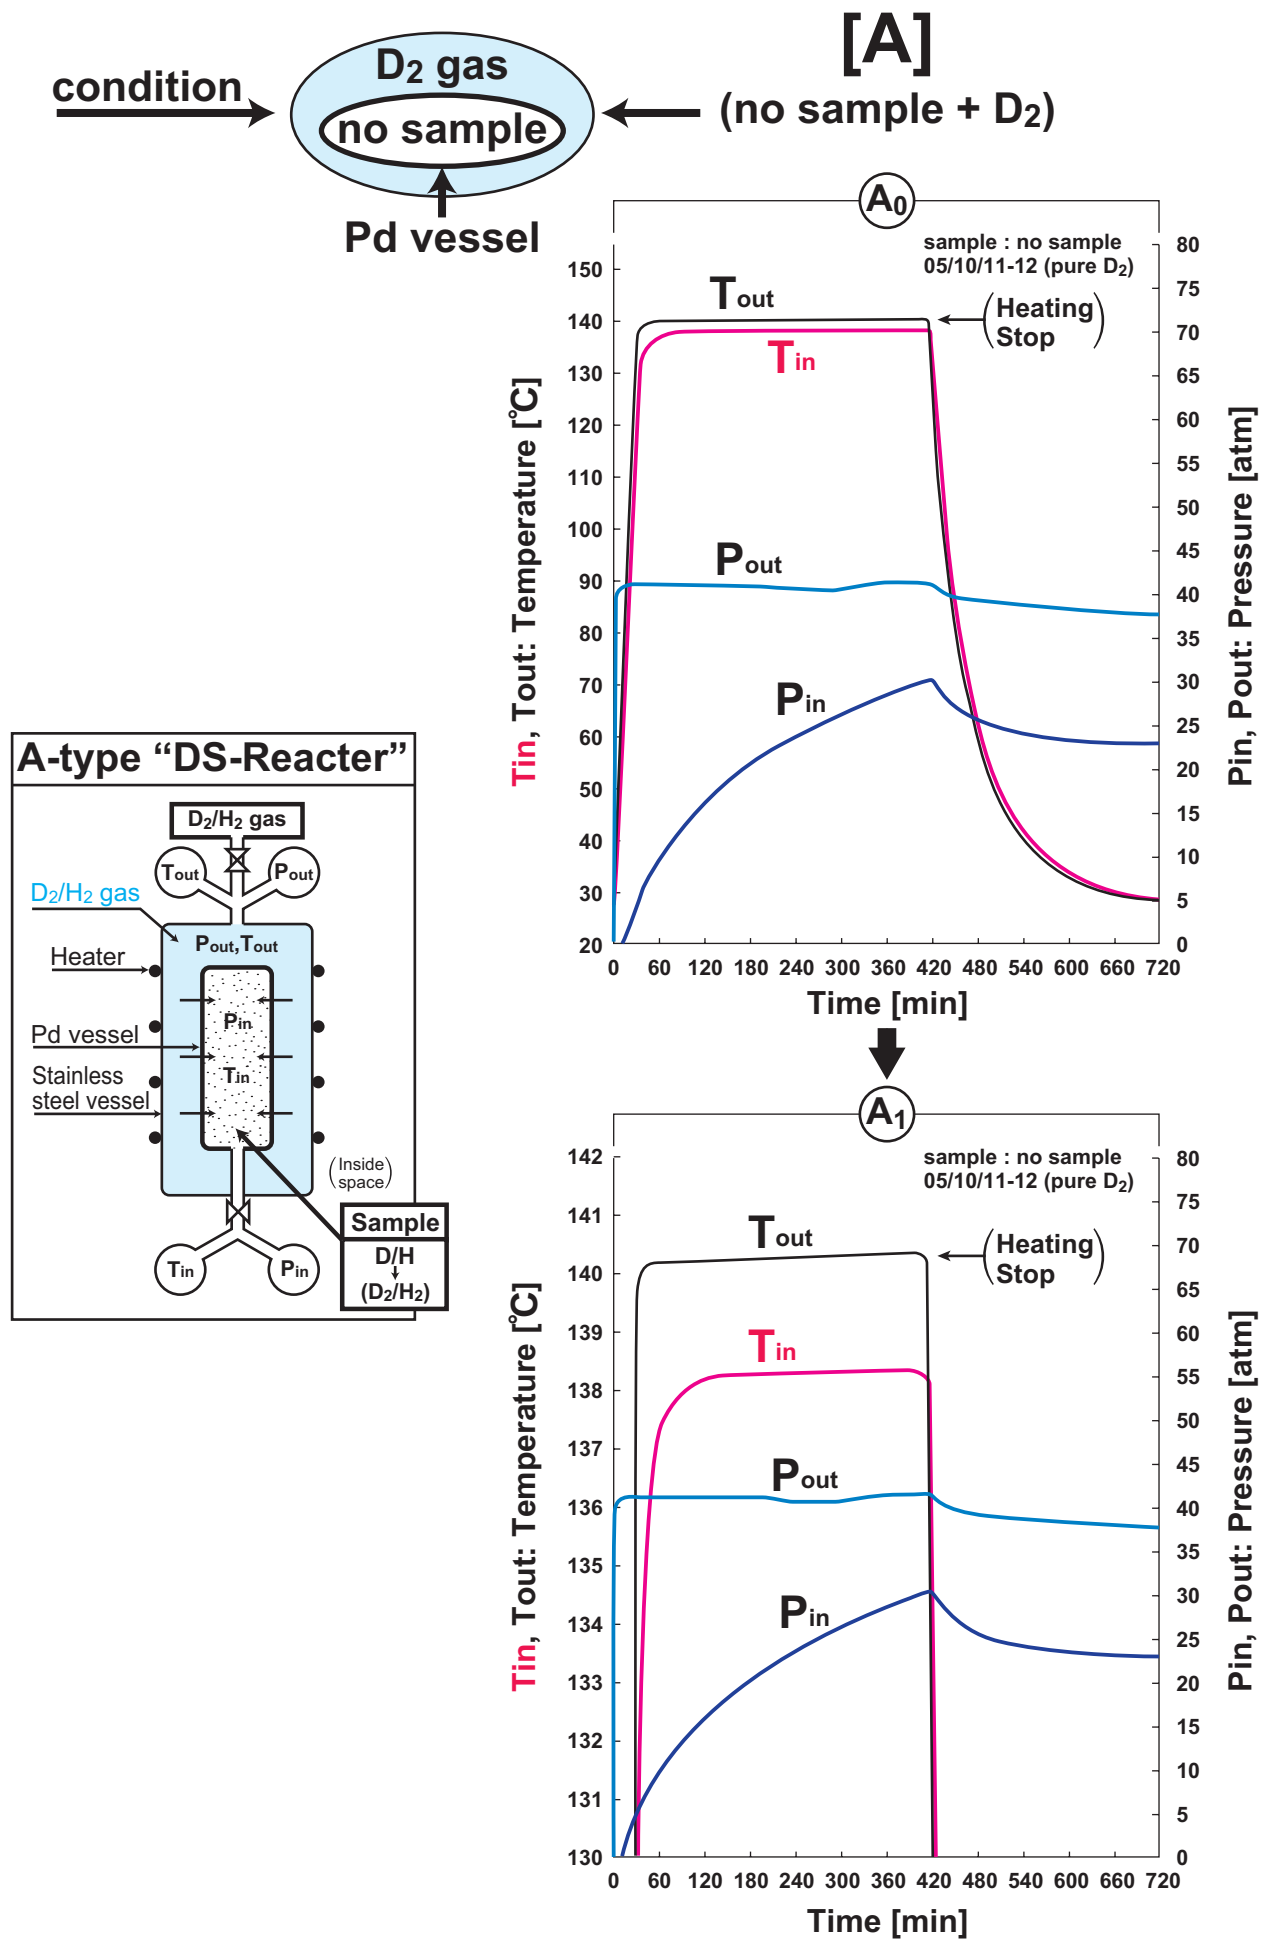 [A]
condition
D2 gas
no sample
(no sample + D2)
Pd vessel
A0
sample : no sample
05/10/11-12 (pure D2)
(Heating
Stop)
Tout
Tin
Pout
Pin
Tin, Tout: Temperature [℃]
150
140
130
120
110
100
90
80
70
60
50
40
30
20
80
75
70
65
60
55
50
45
40
35
30
25
20
15
10
5
0
Pin, Pout: Pressure [atm]
0 60 120 180 240 300 360 420 480 540 600 660 720
Time [min]
A-type “DS-Reacter”
D2/H2 gas
Tout
Pout
D2/H2 gas
Pout,Tout
Heater
Pin
Pd vessel
Tin
Stainless
steel vessel
(Inside
space)
Sample
D/H
(D2/H2)
Tin
Pin
A1
sample : no sample
05/10/11-12 (pure D2)
(Heating
Stop)
Tout
Tin
Pout
Pin
Tin, Tout: Temperature [℃]
142
141
140
139
138
137
136
135
134
133
132
131
130
80
75
70
65
60
55
50
45
40
35
30
25
20
15
10
5
0
Pin, Pout: Pressure [atm]
0 60 120 180 240 300 360 420 480 540 600 660 720
Time [min]